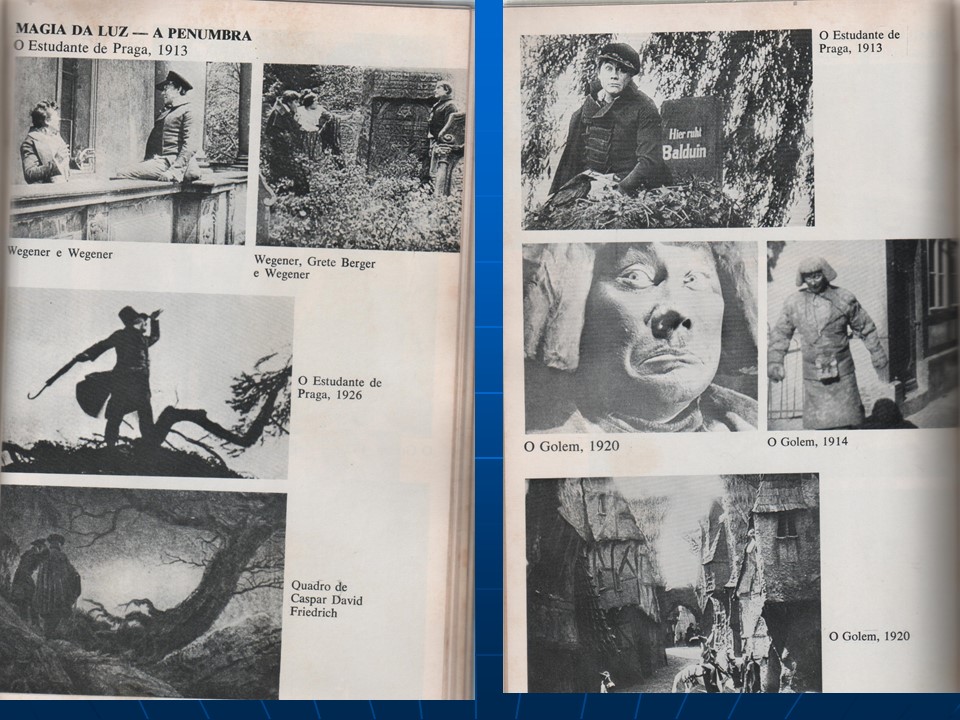 MAGIA DA LUZ — A PENUMBRA
O Estudante de Praga, 1913
Wegener e Wegener
Wegener, Grete Berger
e Wegener
O Estudante de
Praga, 1926
Quadro de
Caspar David
Friedrich
O Estudante de
Praga, 1913
Hier ruht
Balduin
O Golem, 1920
O Golem, 1914
O Golem, 1920